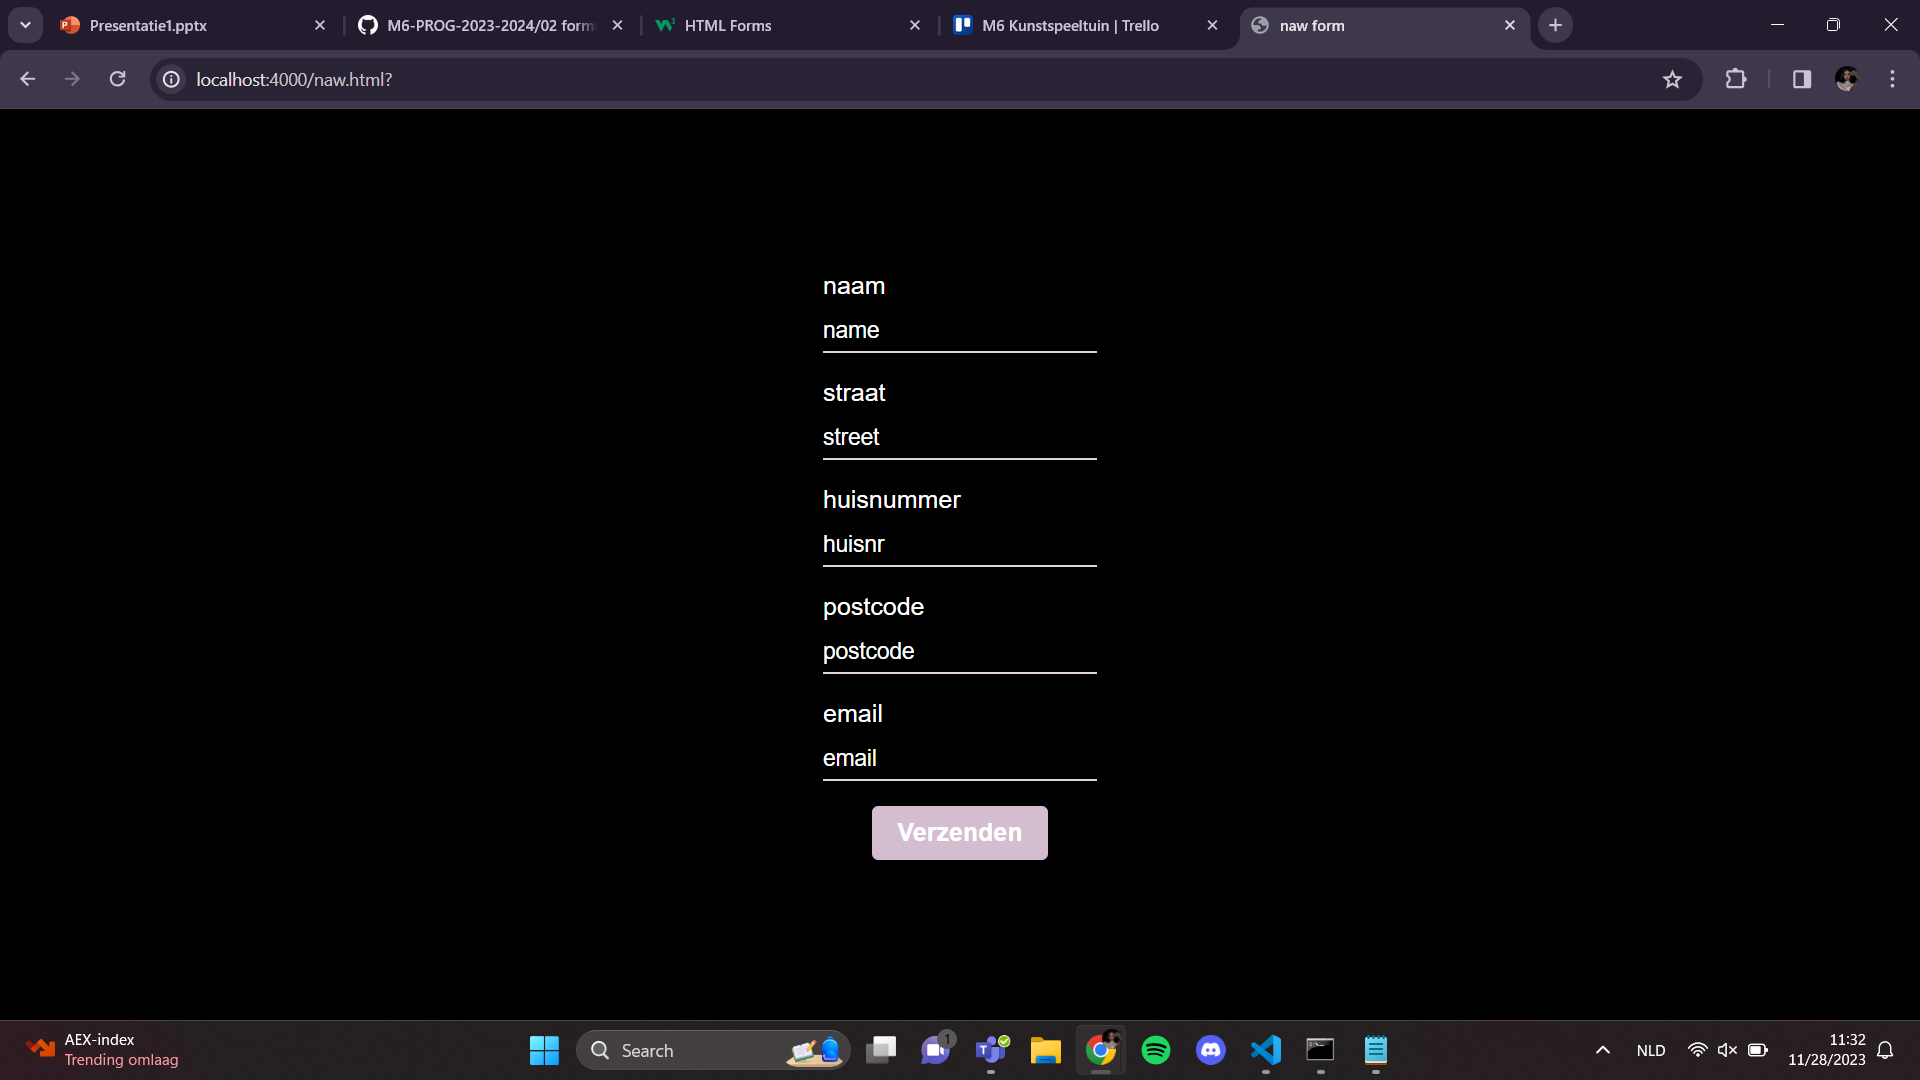 Presentatie1.pptx
M6-PROG-2023-2024/02 form
HTML Forms
M6 Kunstspeeltuin | Trello
naw form
localhost:4000/naw.html?
naam
name
straat
street
huisnummer
huisnr
postcode
postcode
email
email
Verzenden
AEX-index
Trending omlaag
Search
1
NLD
11:32
11/28/2023